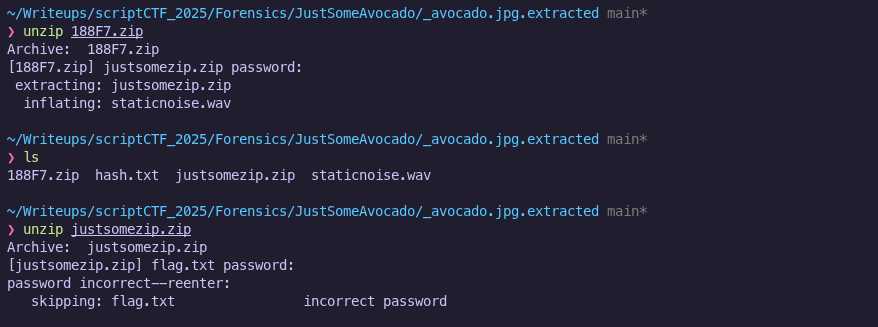 ~/Writeups/scriptCTF_2025/Forensics/JustSomeAvocado/_avocado.jpg.extracted main*
❯ unzip 188F7.zip
Archive:  188F7.zip
[188F7.zip] justsomezip.zip password:
 extracting: justsomezip.zip
  inflating: staticnoise.wav
~/Writeups/scriptCTF_2025/Forensics/JustSomeAvocado/_avocado.jpg.extracted main*
❯ ls
188F7.zip  hash.txt  justsomezip.zip  staticnoise.wav
~/Writeups/scriptCTF_2025/Forensics/JustSomeAvocado/_avocado.jpg.extracted main*
❯ unzip justsomezip.zip
Archive:  justsomezip.zip
[justsomezip.zip] flag.txt password:
password incorrect--reenter:
   skipping: flag.txt                incorrect password